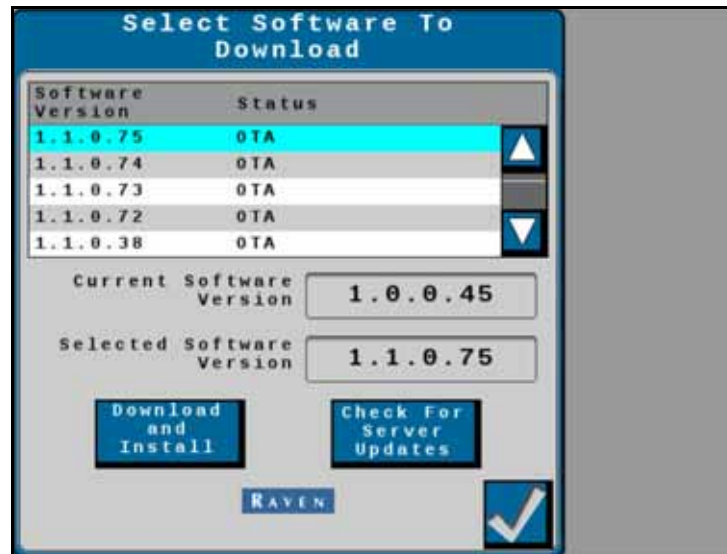 Select Software To
Download
Software
Version Status
1.1.0.75 OTA
1.1.0.74 OTA
1.1.0.73 OTA
1.1.0.72 OTA
1.1.0.38 OTA
Current Software
Version
1.0.0.45
Selected Software
Version
1.1.0.75
Download
and
Install
Check For
Server
Updates
RAVEN